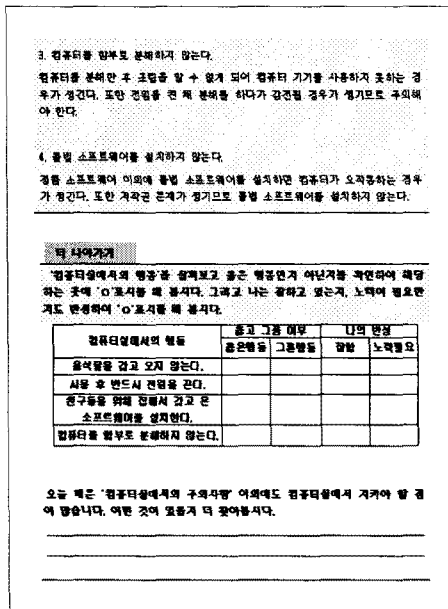 3. 컴퓨터를 함부로 분해하지 않는다.
컴퓨터를 분해한 후 조립을 할 수 없게 되어 컴퓨터 기기를 사용하지 못하는 경
우가 생긴다. 또한 전원을 켠 채 분해를 하다가 감전될 경우가 생기므로 주의해
야 한다.
4. 불법 소프트웨어를 설치하지 않는다.
정품 소프트웨어 이외에 불법 소프트웨어를 설치하면 컴퓨터가 오작동하는 경우
가 생긴다. 또한 저작권 문제가 생기므로 불법 소프트웨어를 설치하지 않는다.
더 나아가기
'컴퓨터실에서의 행동'을 살펴보고 옳은 행동인지 아닌지를 확인하여 해당
하는 곳에 'O'표시를 해 봅시다. 그리고 나는 잘하고 있는지, 노력이 필요한
지도 반성하여 'O'표시를 해 봅시다.
컴퓨터실에서의 행동 옳고 그름 여부 나의 반성
옳은행동 그른행동 잘함 노력필요
음식물을 갖고 오지 않는다.
사용 후 반드시 전원을 끈다.
친구들을 위해 집에서 갖고 온
소프트웨어를 설치한다.
컴퓨터를 함부로 분해하지 않는다.
오늘 배운 '컴퓨터실에서의 주의사항' 이외에도 컴퓨터실에서 지켜야 할 점
이 많습니다. 어떤 것이 있을지 더 찾아봅시다.